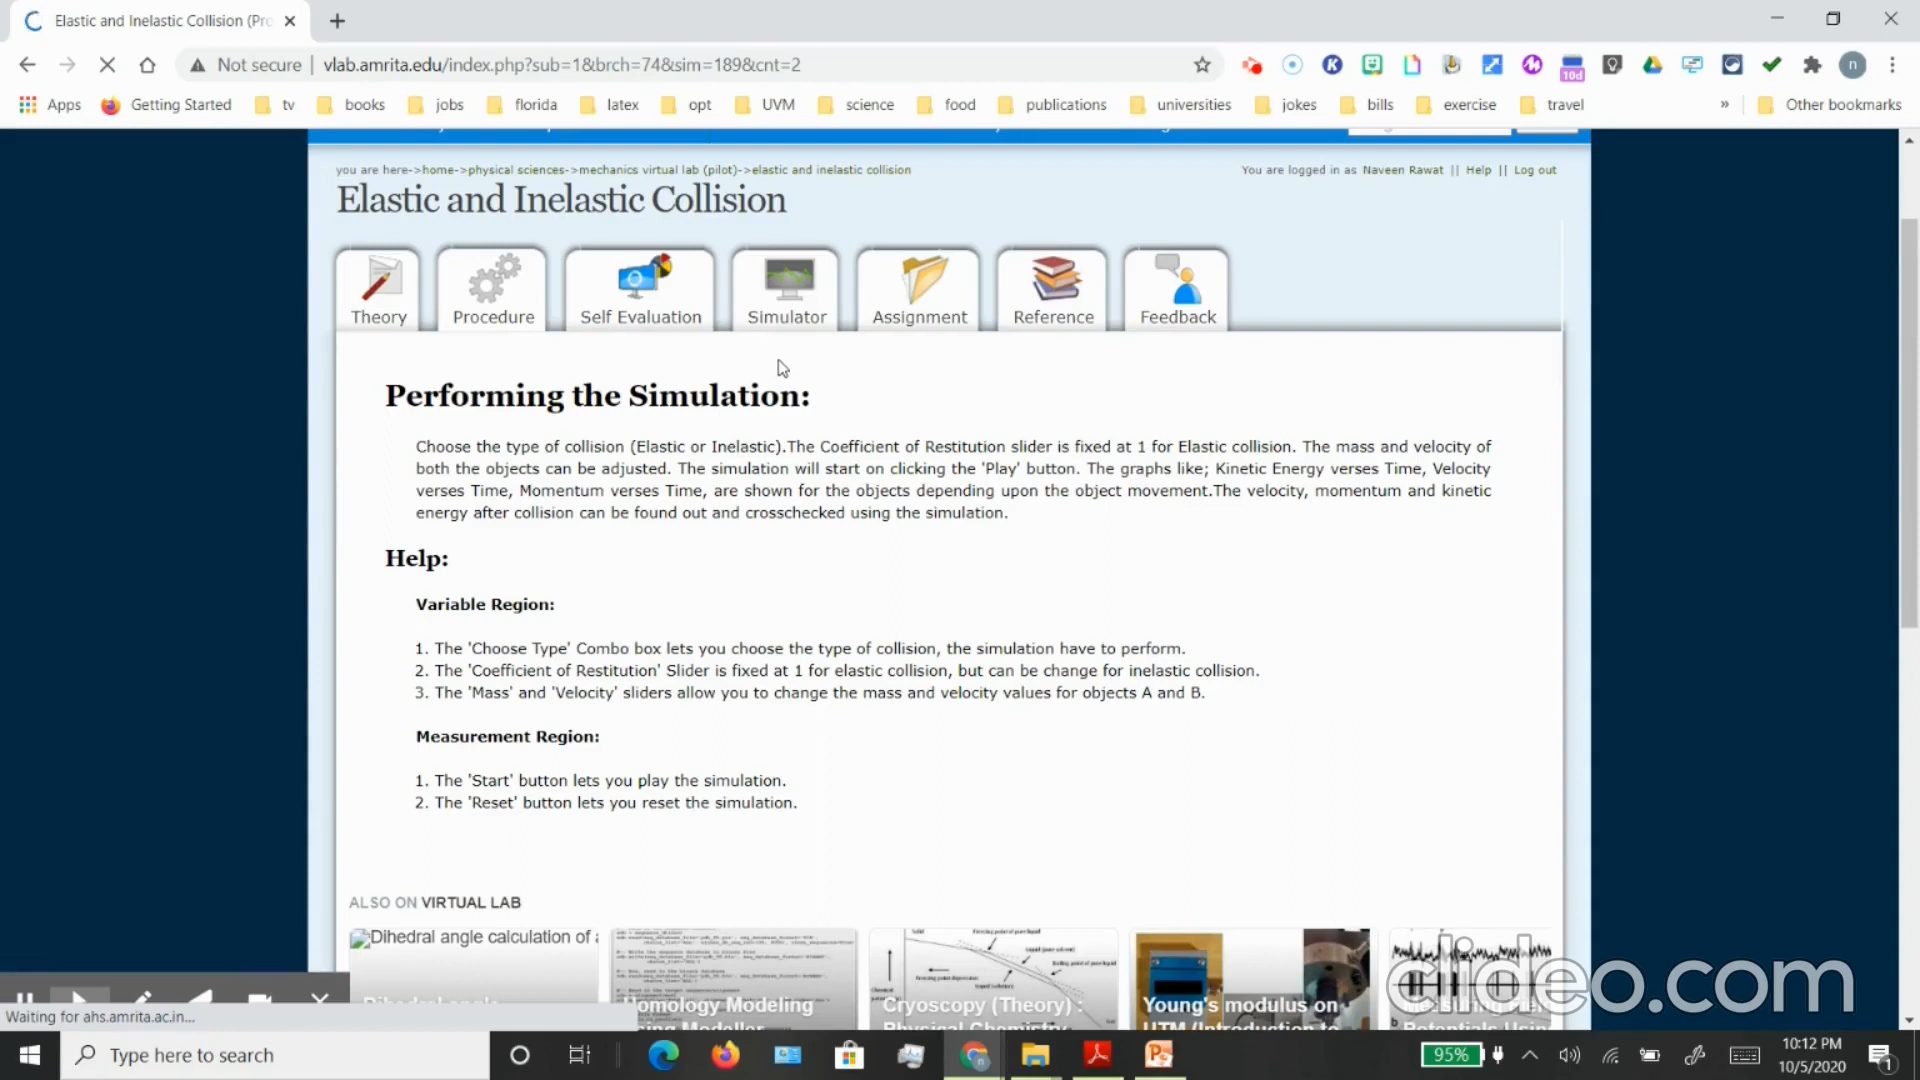 Elastic and Inelastic Collision (Pro
Not secure | vlab.amrita.edu/index.php?sub=1&brch=74&sim=189&cnt=2
10d
n
Apps Getting Started tv books jobs florida latex opt UVM science food publications universities jokes bills exercise travel » Other bookmarks
you are here->home->physical sciences->mechanics virtual lab (pilot)->elastic and inelastic collision
You are logged in as Naveen Rawat || Help || Log out
Elastic and Inelastic Collision
Theory Procedure Self Evaluation Simulator Assignment Reference Feedback
Performing the Simulation:
Choose the type of collision (Elastic or Inelastic).The Coefficient of Restitution slider is fixed at 1 for Elastic collision. The mass and velocity of
both the objects can be adjusted. The simulation will start on clicking the 'Play' button. The graphs like; Kinetic Energy verses Time, Velocity
verses Time, Momentum verses Time, are shown for the objects depending upon the object movement.The velocity, momentum and kinetic
energy after collision can be found out and crosschecked using the simulation.
Help:
Variable Region:
1. The 'Choose Type' Combo box lets you choose the type of collision, the simulation have to perform.
2. The 'Coefficient of Restitution' Slider is fixed at 1 for elastic collision, but can be change for inelastic collision.
3. The 'Mass' and 'Velocity' sliders allow you to change the mass and velocity values for objects A and B.
Measurement Region:
1. The 'Start' button lets you play the simulation.
2. The 'Reset' button lets you reset the simulation.
ALSO ON VIRTUAL LAB
Dihedral angle calculation of a
Dihedral angle
omology Modeling
Cryoscopy (Theory) :
Physical Chemistry
Young's modulus on
UTM (Introduction to
Potentials Using
clideo.com
Waiting for ahs.amrita.ac.in...
Type here to search
95%
10:12 PM
10/5/2020
1